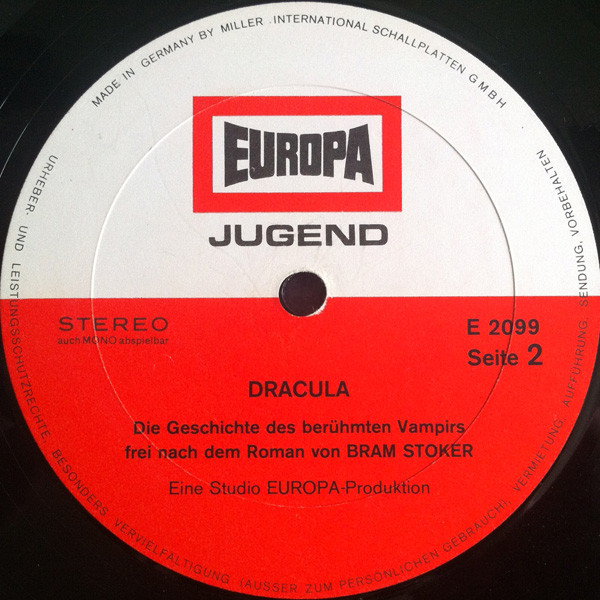 MADE IN GERMANY BY MILLER INTERNATIONAL SCHALLPLATTEN GMBH
EUROPA
JUGEND
STEREO
auch MONO abspielbar
E 2099
Seite 2
DRACULA
Die Geschichte des berühmten Vampirs
frei nach dem Roman von BRAM STOKER
Eine Studio EUROPA-Produktion
URHEBER- UND LEISTUNGSSCHUTZRECHTE, BESONDERS VERVIELFÄLTIGUNG (AUSSER ZUM PERSÖNLICHEN GEBRAUCH), VERMIETUNG, AUFFÜHRUNG, SENDUNG, VORBEHALTEN